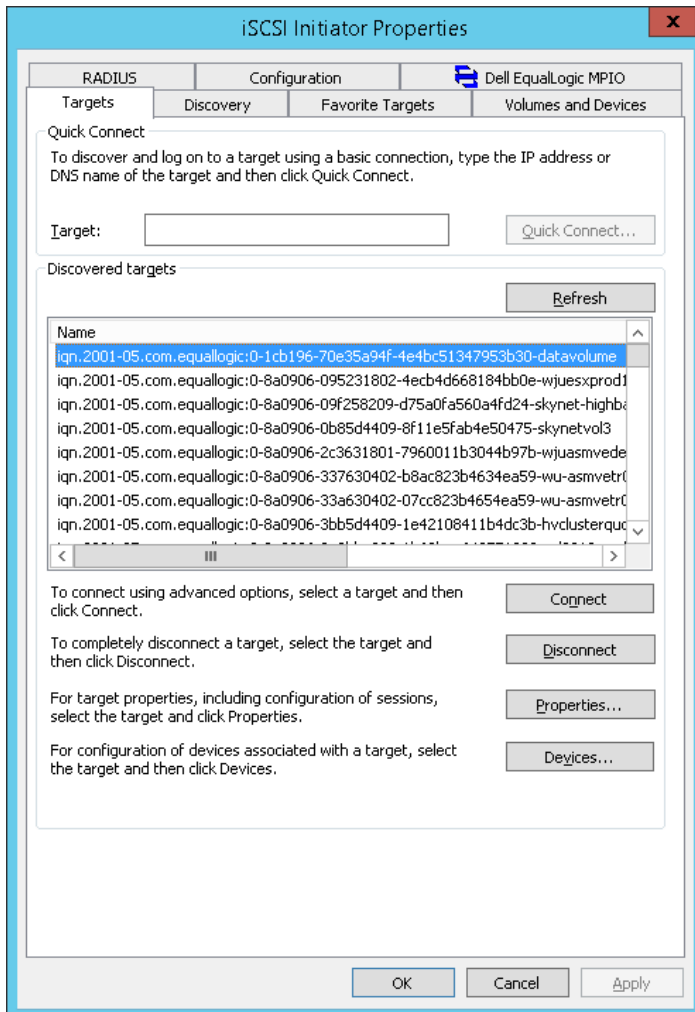 iSCSI Initiator Properties
x
RADIUS
Configuration
Dell EqualLogic MPIO
Targets
Discovery
Favorite Targets
Volumes and Devices
Quick Connect
To discover and log on to a target using a basic connection, type the IP address or
DNS name of the target and then click Quick Connect.
Target:
Quick Connect...
Discovered targets
Refresh
Name
iqn.2001-05.com.equallogic:0-1cb196-70e35a94f-4e4bc51347953b30-datavolume
iqn.2001-05.com.equallogic:0-8a0906-095231802-4ecb4d668184bb0e-wjuesxprod1
iqn.2001-05.com.equallogic:0-8a0906-09f258209-d75a0fa560a4fd24-skynet-highba
iqn.2001-05.com.equallogic:0-8a0906-0b85d4409-8f11e5fab4e50475-skynetvol3
iqn.2001-05.com.equallogic:0-8a0906-2c3631801-7960011b3044b97b-wjuasmvede
iqn.2001-05.com.equallogic:0-8a0906-337630402-b8ac823b4634ea59-wu-asmvetr0
iqn.2001-05.com.equallogic:0-8a0906-33a630402-07cc823b4654ea59-wu-asmvetr0
iqn.2001-05.com.equallogic:0-8a0906-3bb5d4409-1e42108411b4dc3b-hvclusterquo
To connect using advanced options, select a target and then
click Connect.
Connect
To completely disconnect a target, select the target and
then click Disconnect.
Disconnect
For target properties, including configuration of sessions,
select the target and click Properties.
Properties...
For configuration of devices associated with a target, select
the target and then click Devices.
Devices...
OK
Cancel
Apply